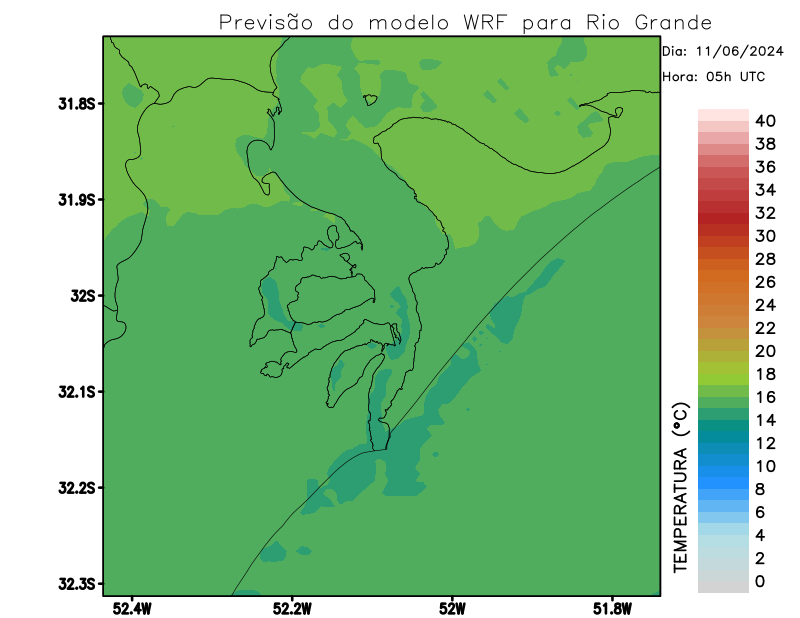 Previsão do modelo WRF para Rio Grande
Dia: 11/06/2024
Hora: 05h UTC
31.8S
31.9S
32S
32.1S
32.2S
32.3S
52.4W
52.2W
52W
51.8W
TEMPERATURA (°C)
40
38
36
34
32
30
28
26
24
22
20
18
16
14
12
10
8
6
4
2
0